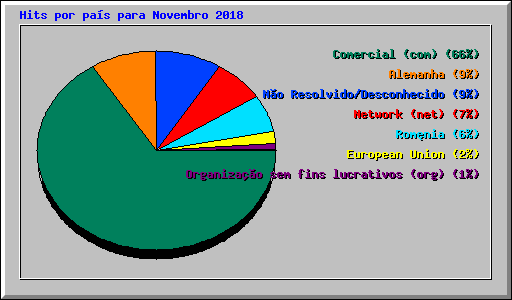 Hits por país para Novembro 2018
Comercial (com) (66%)
Alemanha (9%)
Não Resolvido/Desconhecido (9%)
Network (net) (7%)
Romęnia (6%)
European Union (2%)
Organização sem fins lucrativos (org) (1%)